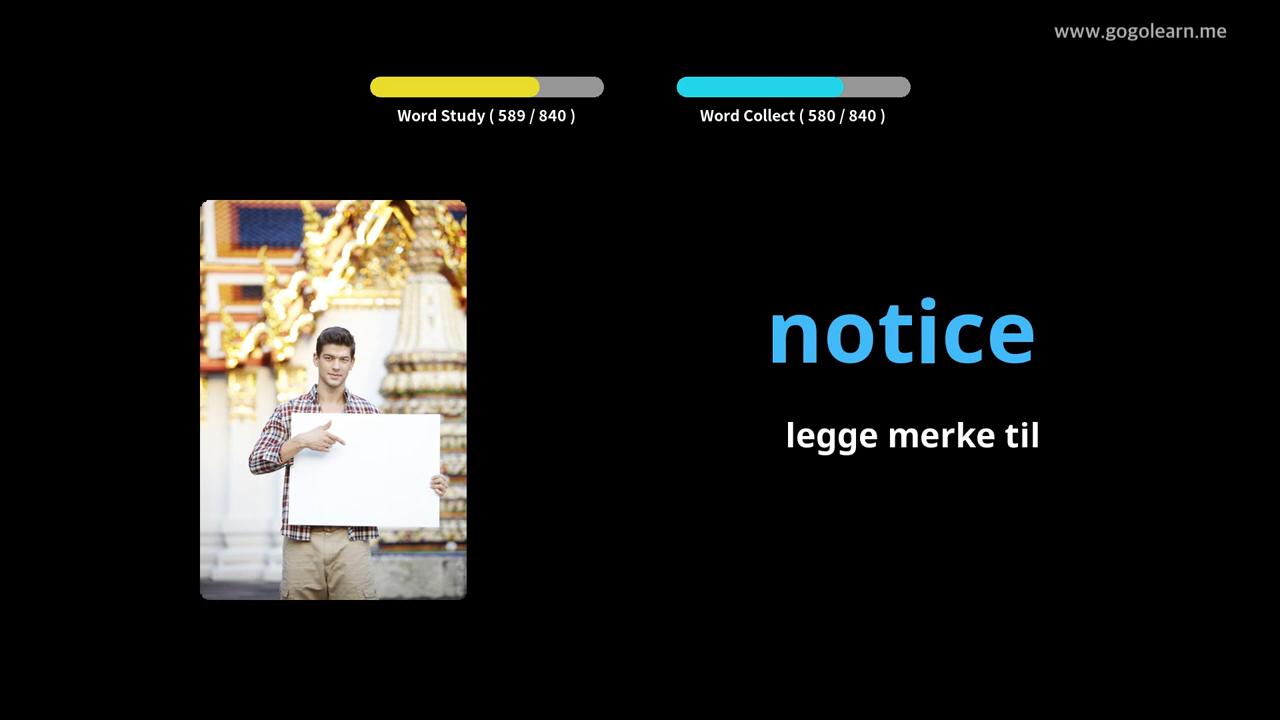 www.gogolearn.me
Word Study ( 589 / 840 )
Word Collect ( 580 / 840 )
notice
legge merke til